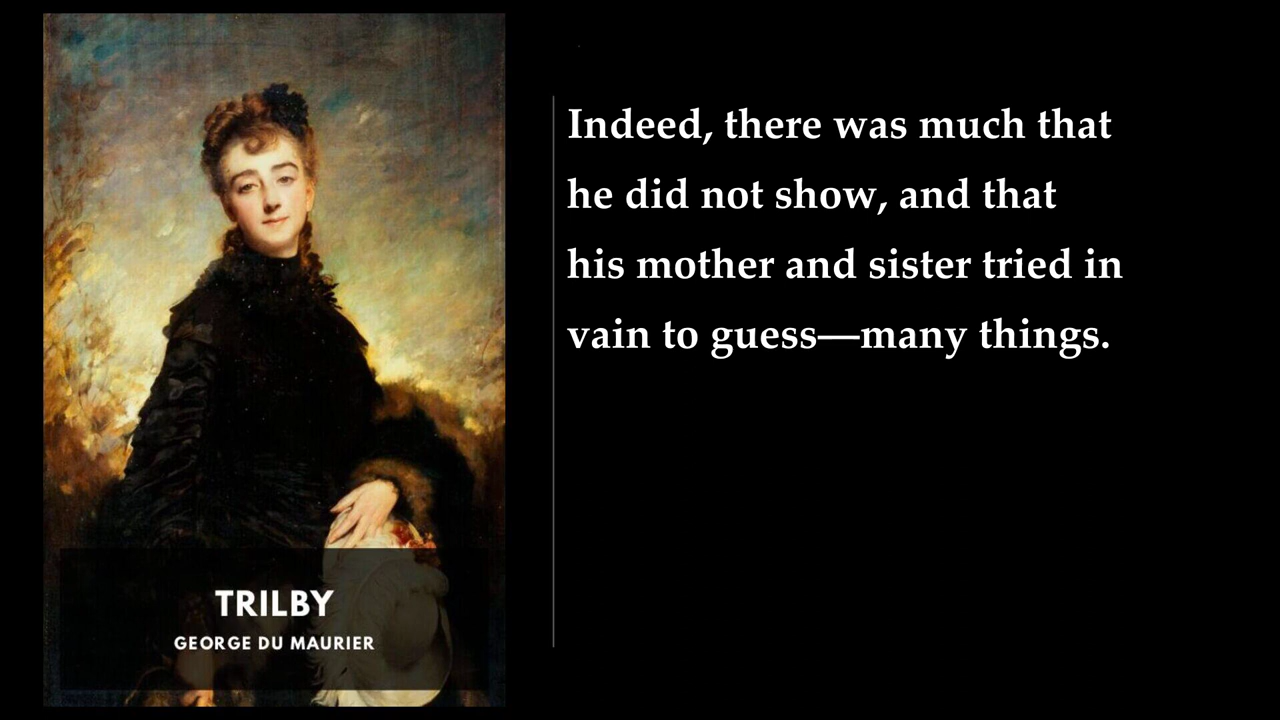 TRILBY
GEORGE DU MAURIER
Indeed, there was much that
he did not show, and that
his mother and sister tried in
vain to guess—many things.